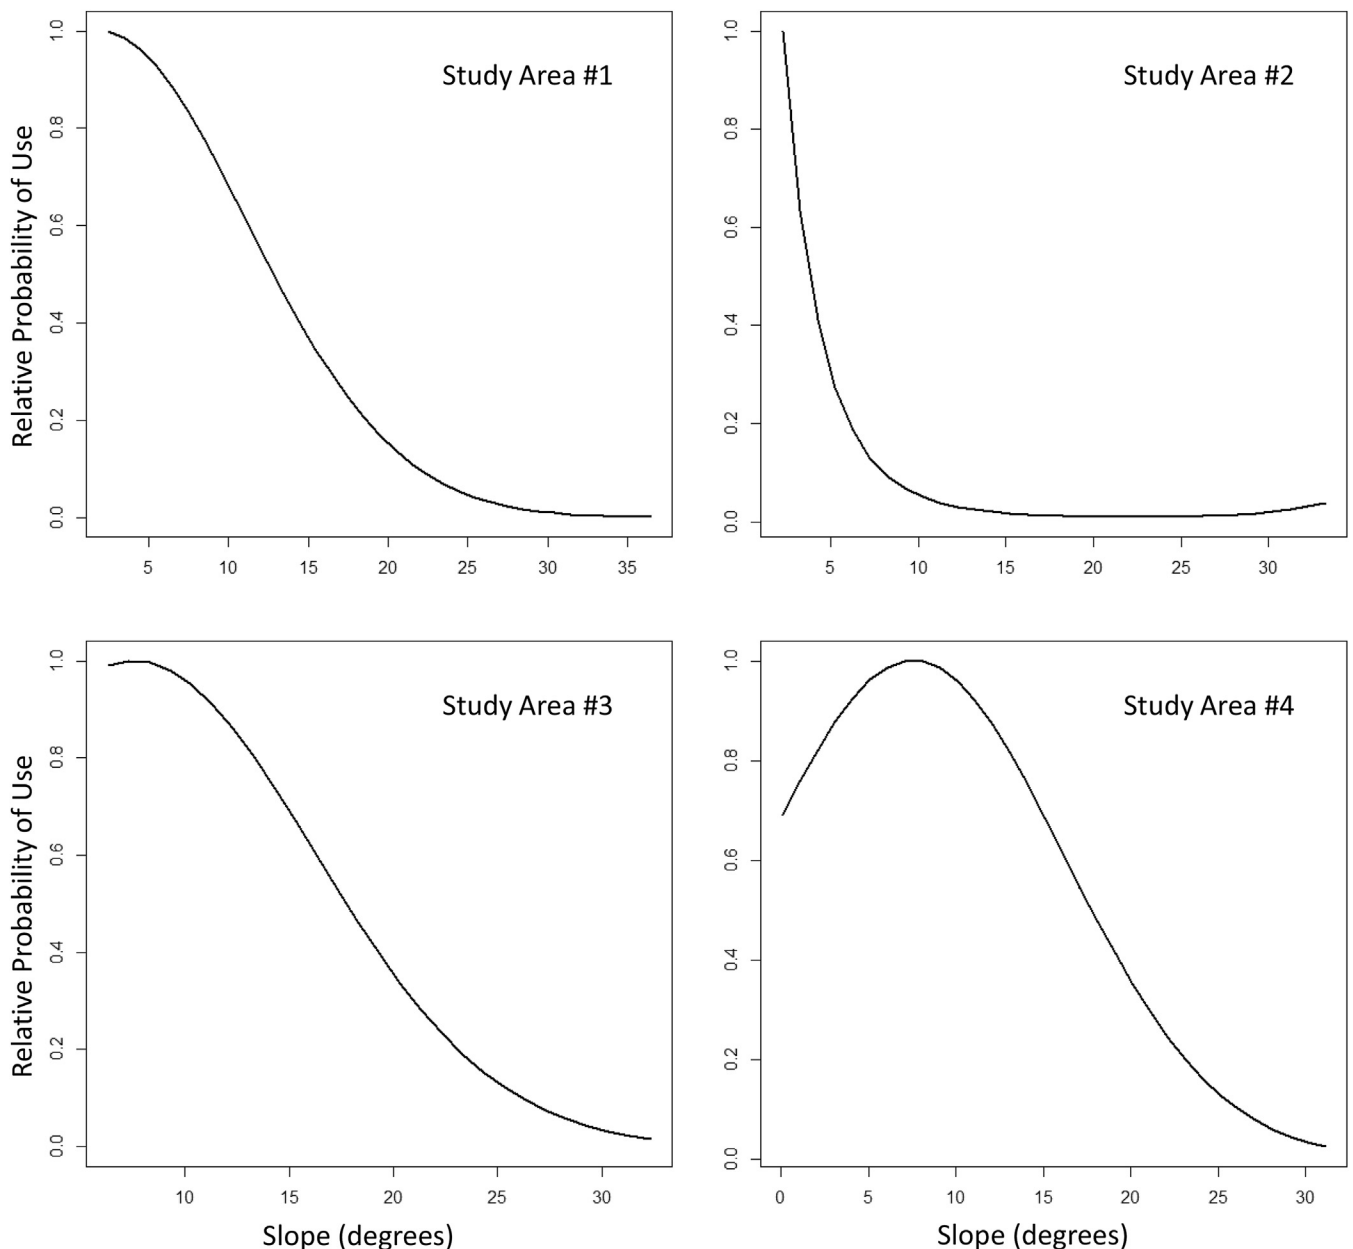 Study Area #1
Relative Probability of Use
0.0 0.2 0.4 0.6 0.8 1.0
5 10 15 20 25 30 35
Study Area #2
0.0 0.2 0.4 0.6 0.8 1.0
5 10 15 20 25 30
Study Area #3
Relative Probability of Use
0.0 0.2 0.4 0.6 0.8 1.0
10 15 20 25 30
Slope (degrees)
Study Area #4
0.0 0.2 0.4 0.6 0.8 1.0
0 5 10 15 20 25 30
Slope (degrees)